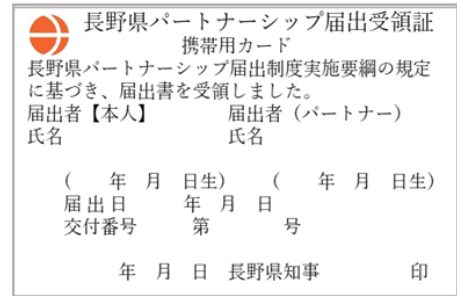 長野県パートナーシップ届出受領証
携帯用カード
長野県パートナーシップ届出制度実施要綱の規定
に基づき、届出書を受領しました。
届出者【本人】 届出者（パートナー）
氏名 氏名
( 年 月 日生) ( 年 月 日生)
届出日 年 月 日
交付番号 第 号
年 月 日 長野県知事 印